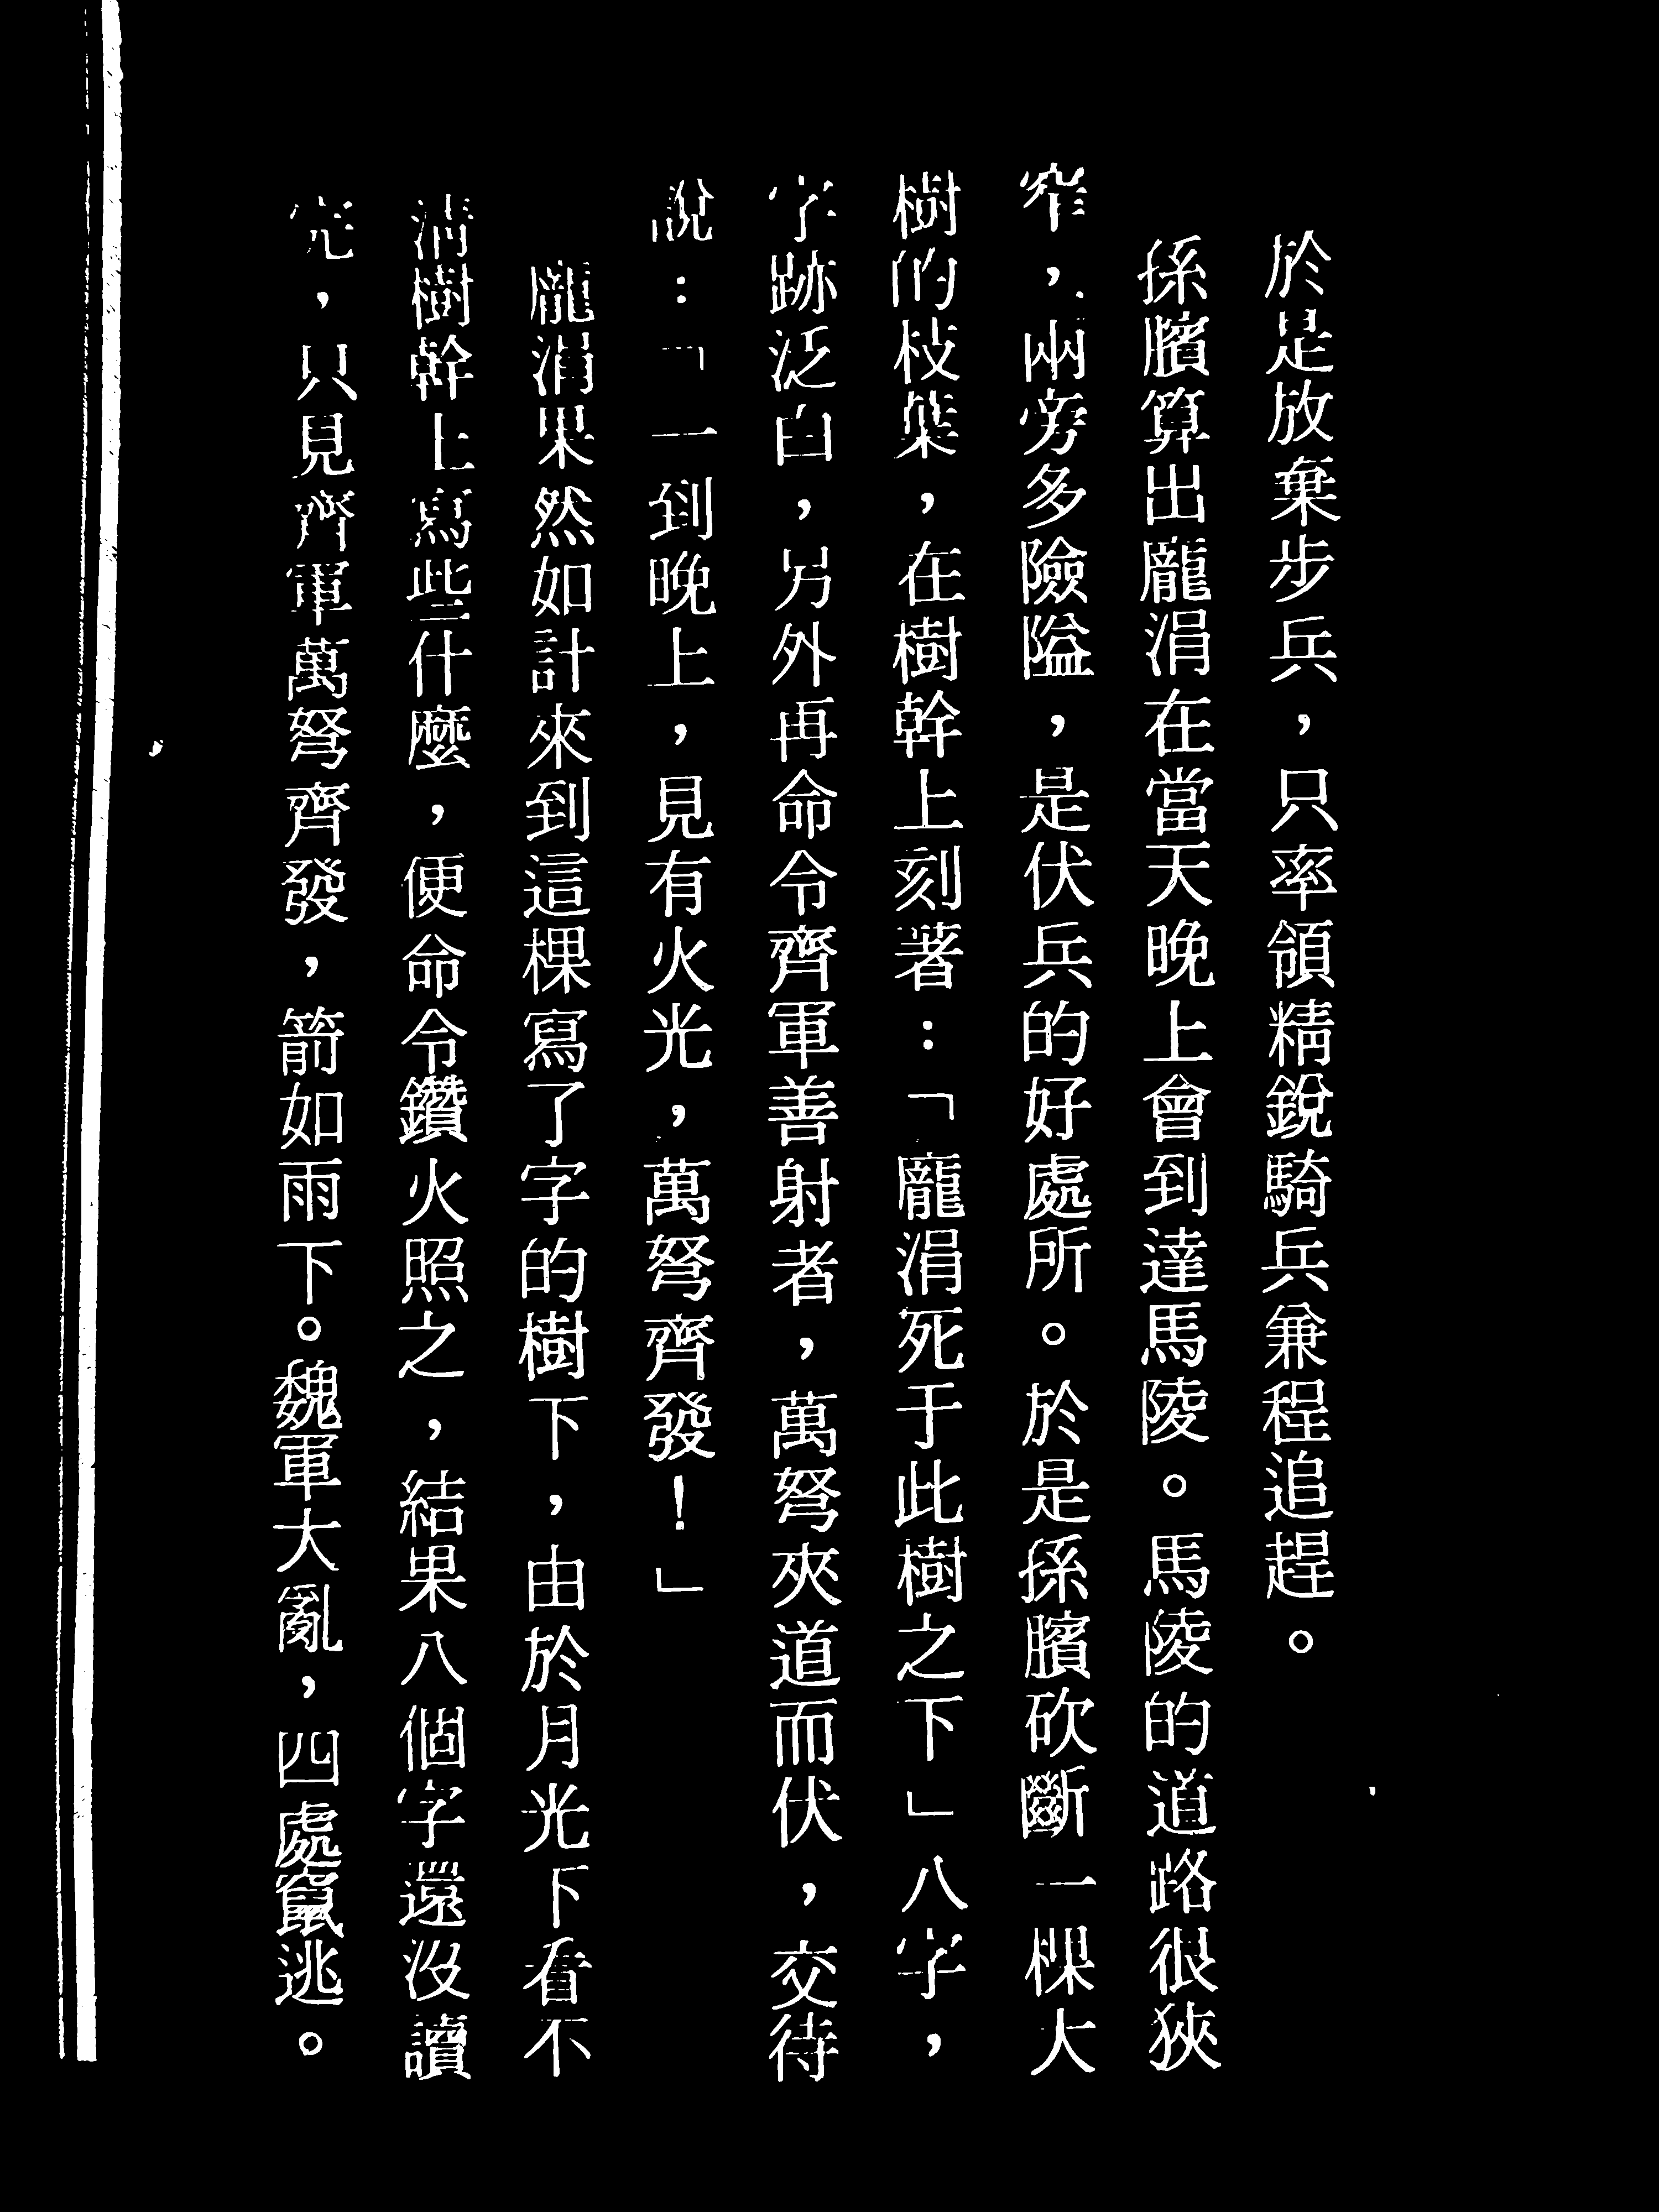 於是放棄步兵，只率領精銳騎兵兼程追趕。
孫臏算出龐涓在當天晚上會到達馬陵。馬陵的道路很狹
窄，兩旁多險隘，是伏兵的好處所。於是孫臏砍斷一棵大
樹的枝葉，在樹幹上刻著：「龐涓死于此樹之下」八字，
字跡泛白，另外再命令齊軍善射者，萬弩夾道而伏，交待
說：「一到晚上，見有火光，萬弩齊發！」
龐涓果然如計來到這棵寫了字的樹下，由於月光下看不
清樹幹上寫些什麼，便命令鑽火照之，結果八個字還沒讀
完，只見齊軍萬弩齊發，箭如雨下。魏軍大亂，四處竄逃。